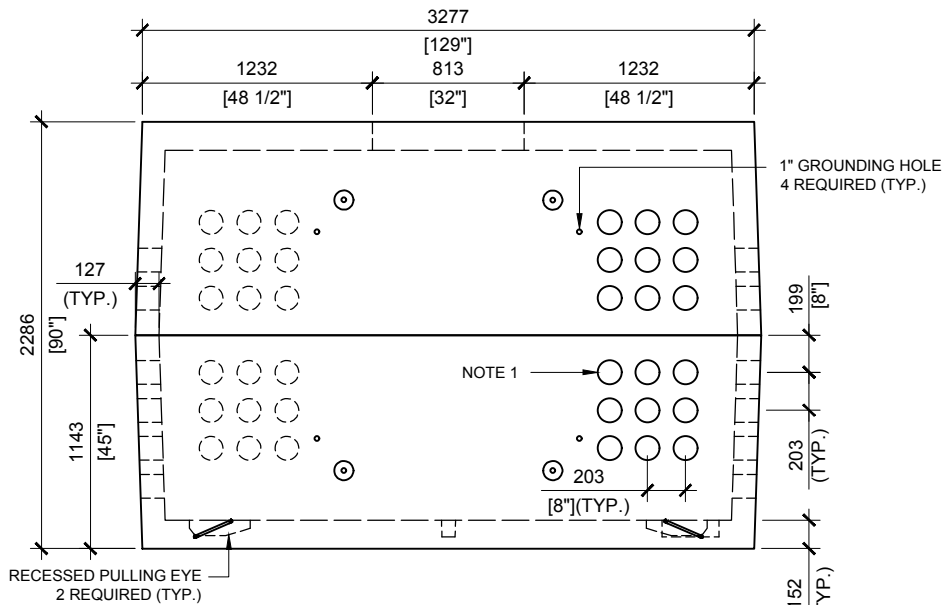 3277
[129"]
1232
813
1232
[48 1/2"]
[32"]
[48 1/2"]
1" GROUNDING HOLE
4 REQUIRED (TYP.)
127
(TYP.)
199
[8"]
2286
[90"]
NOTE 1
1143
[45"]
203
(TYP.)
203
[8"](TYP.)
RECESSED PULLING EYE
2 REQUIRED (TYP.)
152
TYP.)